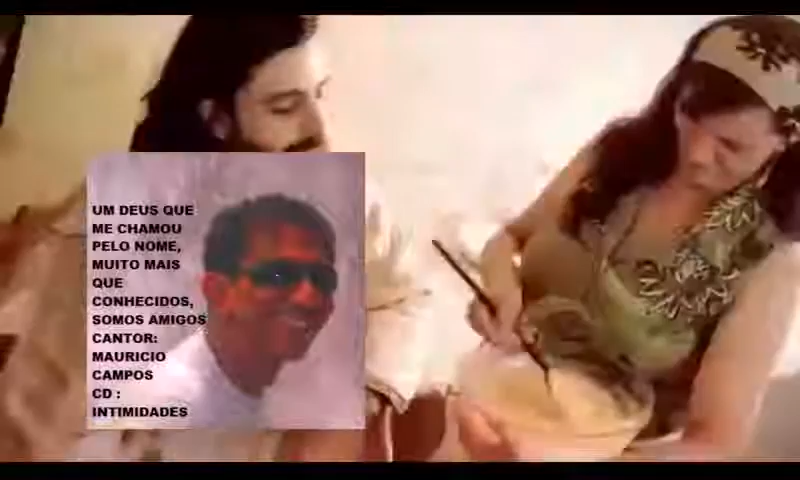 UM DEUS QUE
ME CHAMOU
PELO NOME,
MUITO MAIS
QUE
CONHECIDOS,
SOMOS AMIGOS
CANTOR:
MAURICIO
CAMPOS
CD :
INTIMIDADES